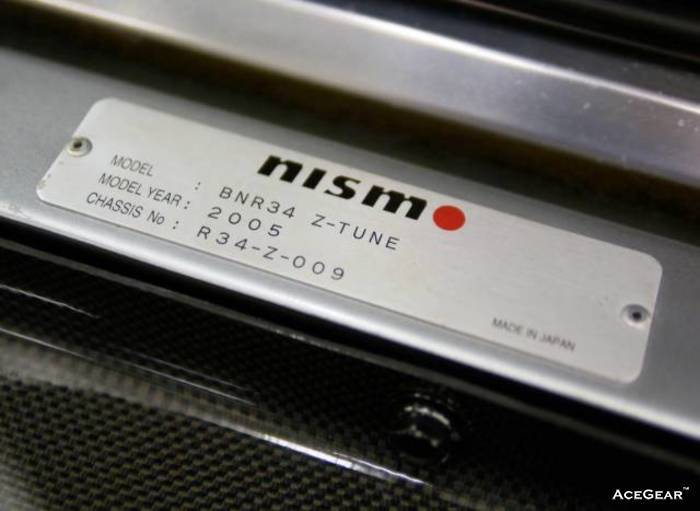 nismo
MODEL : BNR34 Z-TUNE
MODEL YEAR : 2005
CHASSIS No : R34-Z-009
MADE IN JAPAN
ACEGEAR™